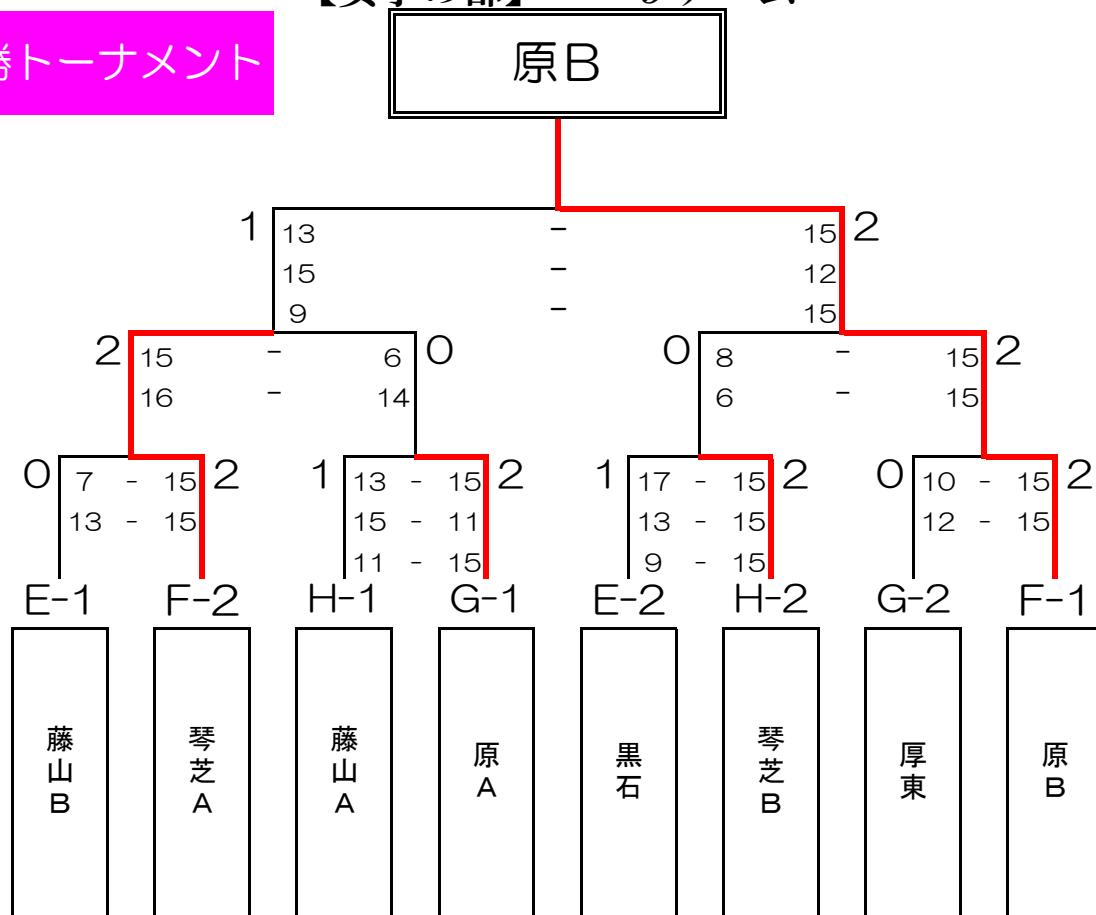 トーナメント
原B
1 13 - 15 2
15 - 12
9 - 15
2 15 - 6 0 0 8 - 15 2
16 - 14 6 - 15
0 7 - 15 2 1 13 - 15 2 1 17 - 15 2 0 10 - 15 2
13 - 15 15 - 11 13 - 15 12 - 15
11 - 15 9 - 15
E-1 F-2 H-1 G-1 E-2 H-2 G-2 F-1
藤山B
琴芝A
藤山A
原A
黒石
琴芝B
厚東
原B